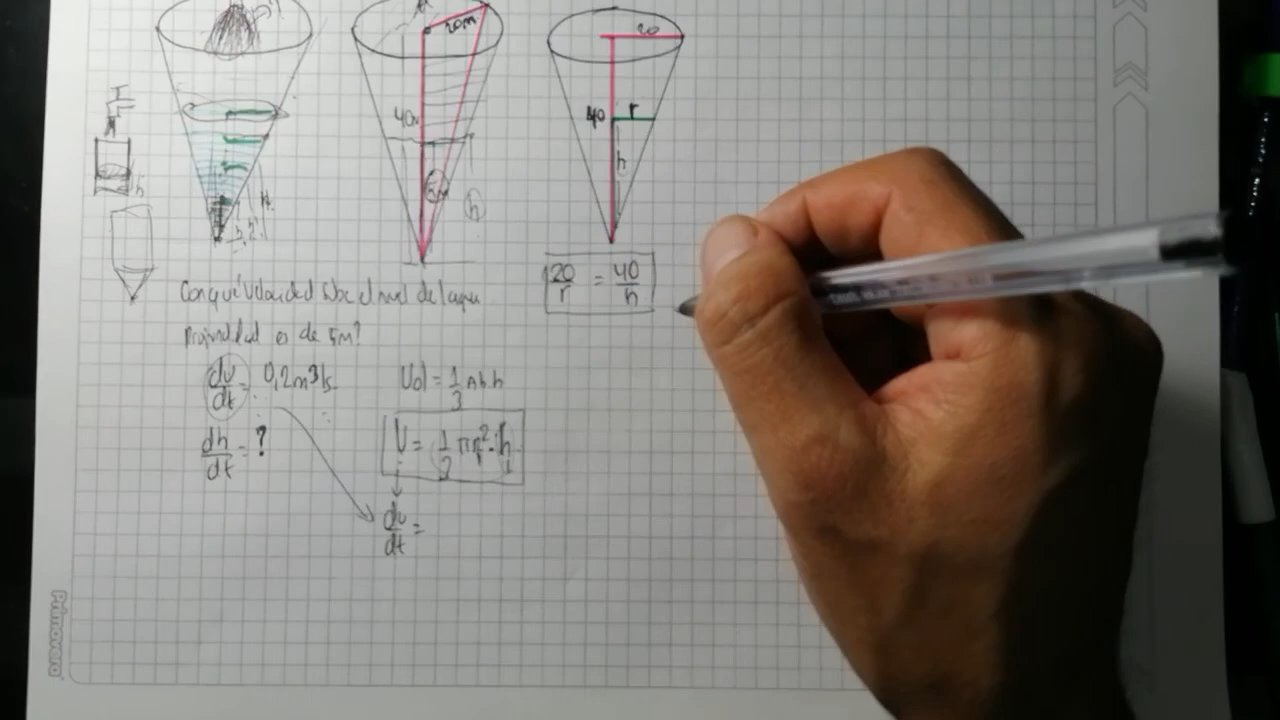 20m
20
40
40
r
h
5m
h
20/r = 40/h
Con qué Velocidad sube el nivel del agua
Profundidad es de 5m?
dv/dt = 0,2m³/s.
Vol = 1/3 Ab.h
dh/dt = ?
V = 1/3 πr².h
dv/dt =
Primavera